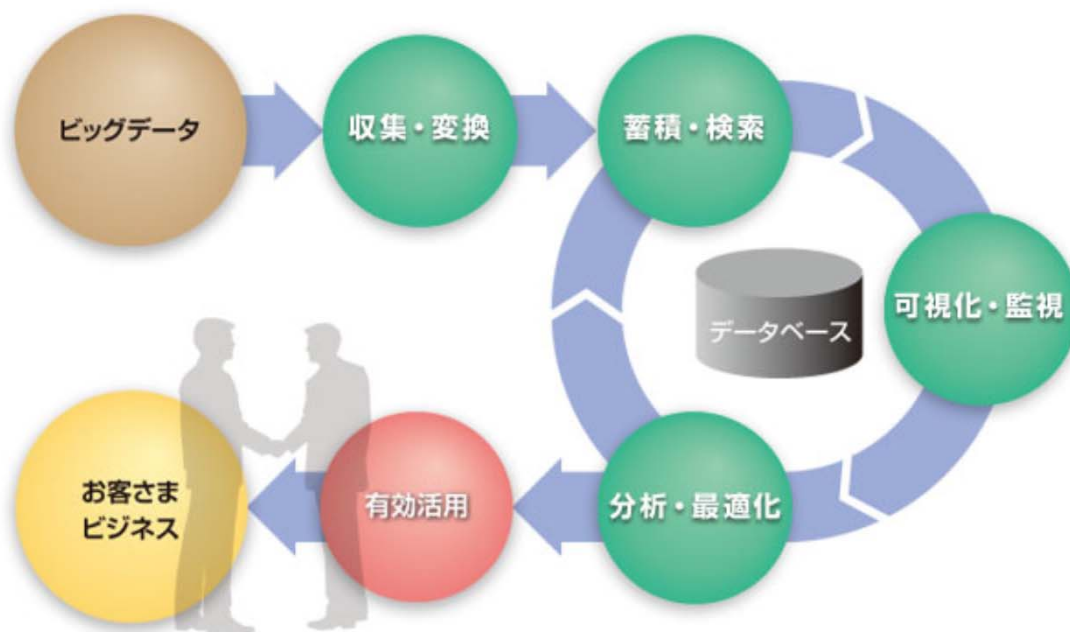 ビッグデータ
収集・変換
蓄積・検索
可視化・監視
データベース
分析・最適化
有効活用
お客さま
ビジネス